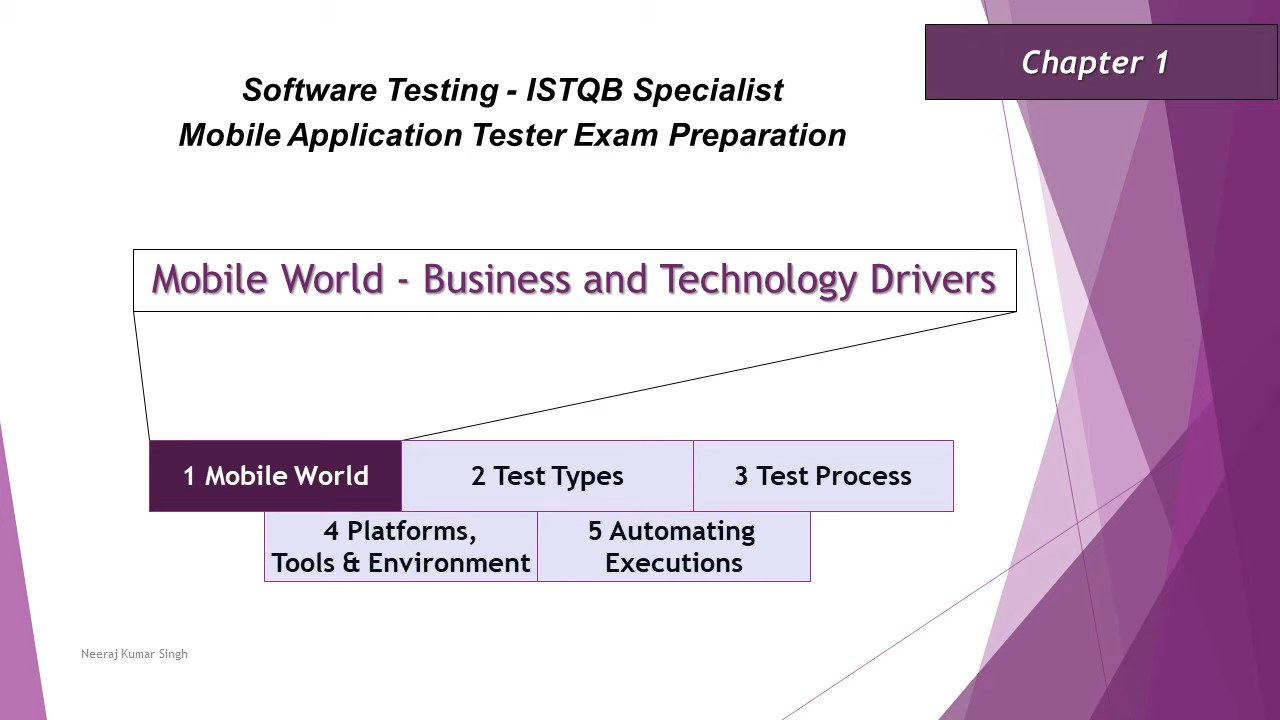 Chapter 1
Software Testing - ISTQB Specialist
Mobile Application Tester Exam Preparation
Mobile World - Business and Technology Drivers
1 Mobile World
2 Test Types
3 Test Process
4 Platforms,
Tools & Environment
5 Automating
Executions
Neeraj Kumar Singh